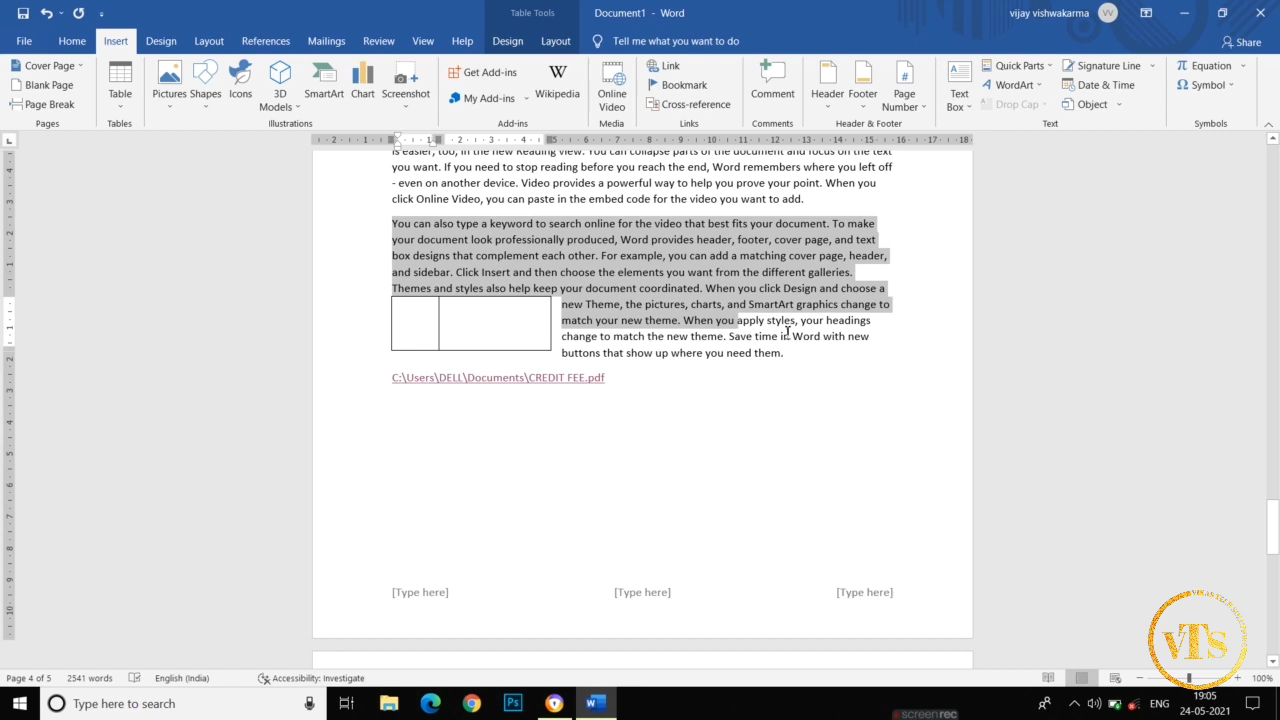 Table Tools
Document1 - Word
vijay vishwakarma
VV
File
Home
Insert
Design
Layout
References
Mailings
Review
View
Help
Design
Layout
Tell me what you want to do
Share
Cover Page
Blank Page
Page Break
Pages
Table
Tables
Pictures
Shapes
Icons
3D
Models
SmartArt
Chart
Screenshot
Illustrations
Get Add-ins
My Add-ins
Wikipedia
Add-ins
Online
Video
Media
Link
Bookmark
Cross-reference
Links
Comment
Comments
Header
Footer
Page
Number
Header & Footer
Text
Box
Quick Parts
WordArt
Drop Cap
Signature Line
Date & Time
Object
Text
Equation
Symbol
Symbols
is easier, too, in the new Reading view. You can collapse parts of the document and focus on the text
you want. If you need to stop reading before you reach the end, Word remembers where you left off
- even on another device. Video provides a powerful way to help you prove your point. When you
click Online Video, you can paste in the embed code for the video you want to add.
You can also type a keyword to search online for the video that best fits your document. To make
your document look professionally produced, Word provides header, footer, cover page, and text
box designs that complement each other. For example, you can add a matching cover page, header,
and sidebar. Click Insert and then choose the elements you want from the different galleries.
Themes and styles also help keep your document coordinated. When you click Design and choose a
new Theme, the pictures, charts, and SmartArt graphics change to
match your new theme. When you apply styles, your headings
change to match the new theme. Save time in Word with new
buttons that show up where you need them.
C:\Users\DELL\Documents\CREDIT FEE.pdf
[Type here] [Type here] [Type here]
VTS
Page 4 of 5
2541 words
English (India)
Accessibility: Investigate
100%
Type here to search
ENG
19:05
24-05-2021
screenrec